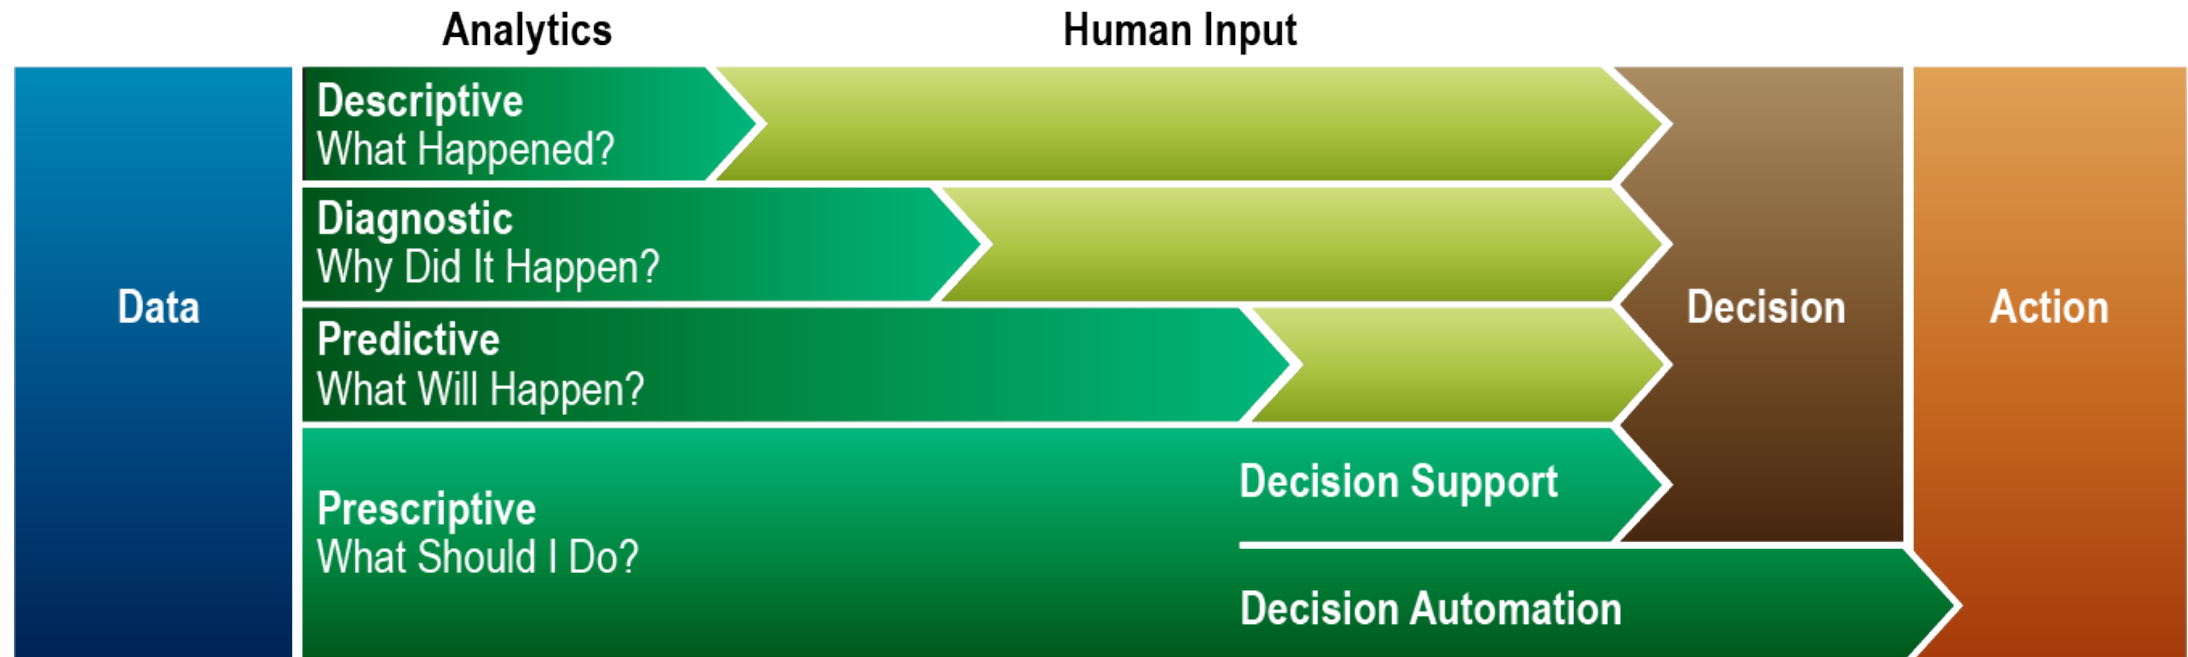 Analytics
Human Input
Data
Descriptive
What Happened?
Diagnostic
Why Did It Happen?
Predictive
What Will Happen?
Prescriptive
What Should I Do?
Decision Support
Decision Automation
Decision
Action